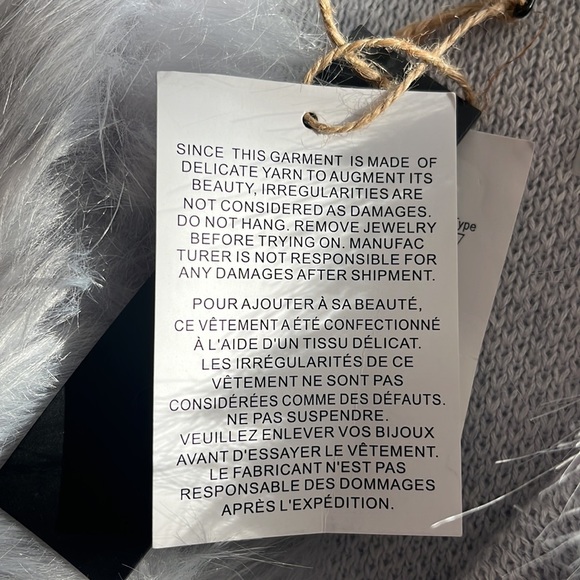 SINCE THIS GARMENT IS MADE OF
DELICATE YARN TO AUGMENT ITS
BEAUTY, IRREGULARITIES ARE
NOT CONSIDERED AS DAMAGES.
DO NOT HANG. REMOVE JEWELRY
BEFORE TRYING ON. MANUFAC
TURER IS NOT RESPONSIBLE FOR
ANY DAMAGES AFTER SHIPMENT.
POUR AJOUTER À SA BEAUTÉ,
CE VÊTEMENT A ÉTÉ CONFECTIONNÉ
À L'AIDE D'UN TISSU DÉLICAT.
LES IRRÉGULARITÉS DE CE
VÊTEMENT NE SONT PAS
CONSIDÉRÉES COMME DES DÉFAUTS.
NE PAS SUSPENDRE.
VEUILLEZ ENLEVER VOS BIJOUX
AVANT D'ESSAYER LE VÊTEMENT.
LE FABRICANT N'EST PAS
RESPONSABLE DES DOMMAGES
APRÈS L'EXPÉDITION.
Type